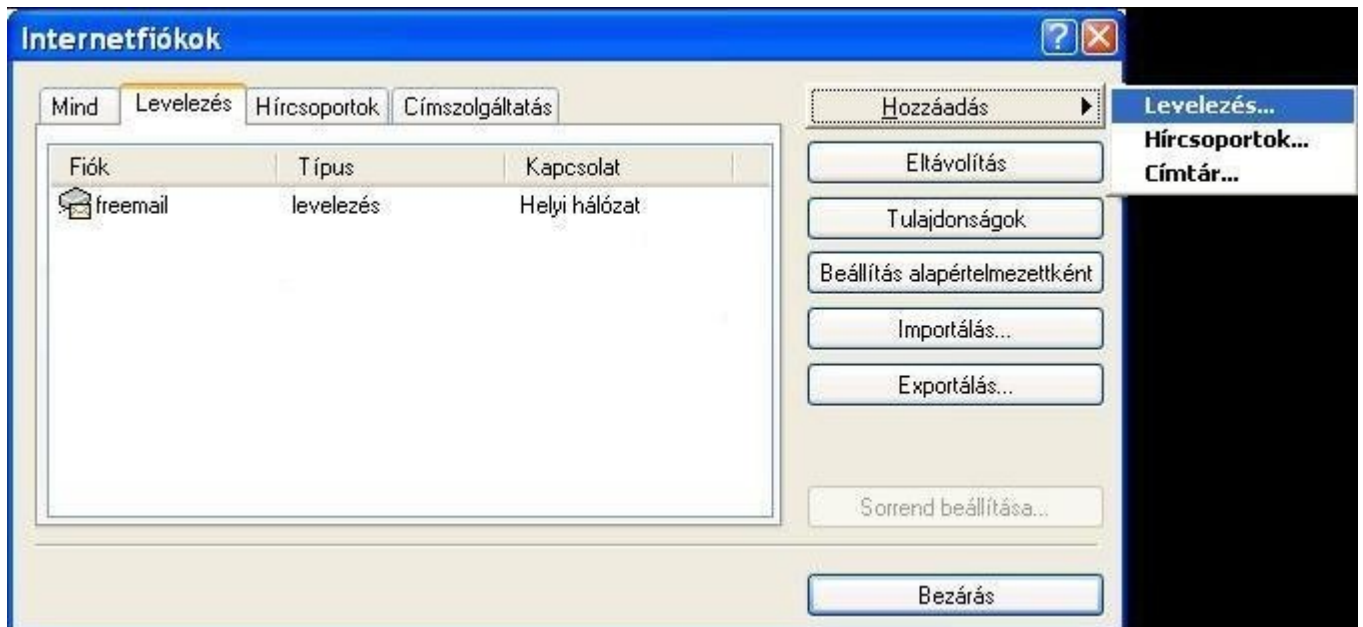 Internetfiókok
Mind Levelezés Hírcsoportok Címszolgáltatás
Fiók Típus Kapcsolat
freemail levelezés Helyi hálózat
Hozzáadás
Eltávolítás
Tulajdonságok
Beállítás alapértelmezettként
Importálás...
Exportálás...
Sorrend beállítása...
Bezárás
Levelezés...
Hírcsoportok...
Címtár...